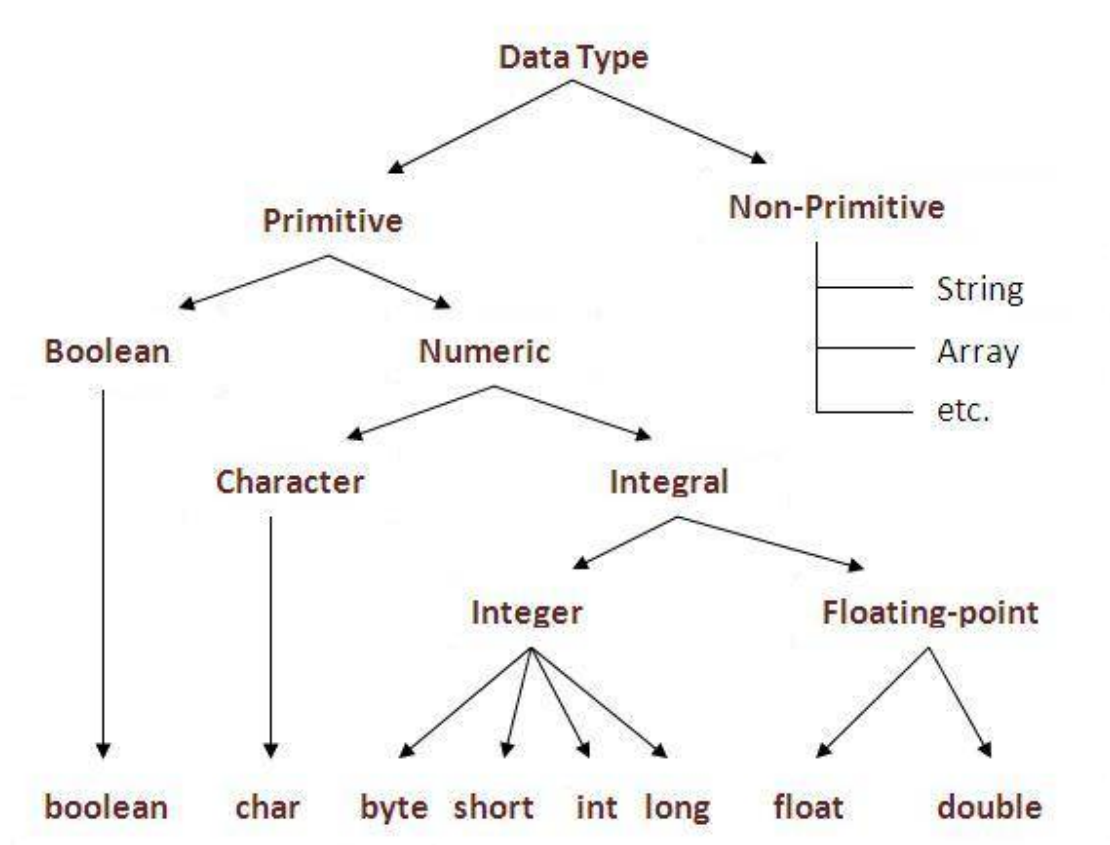 Data Type
Primitive
Non-Primitive
String
Array
etc.
Boolean
Numeric
Character
Integral
Integer
Floating-point
boolean char byte short int long float double